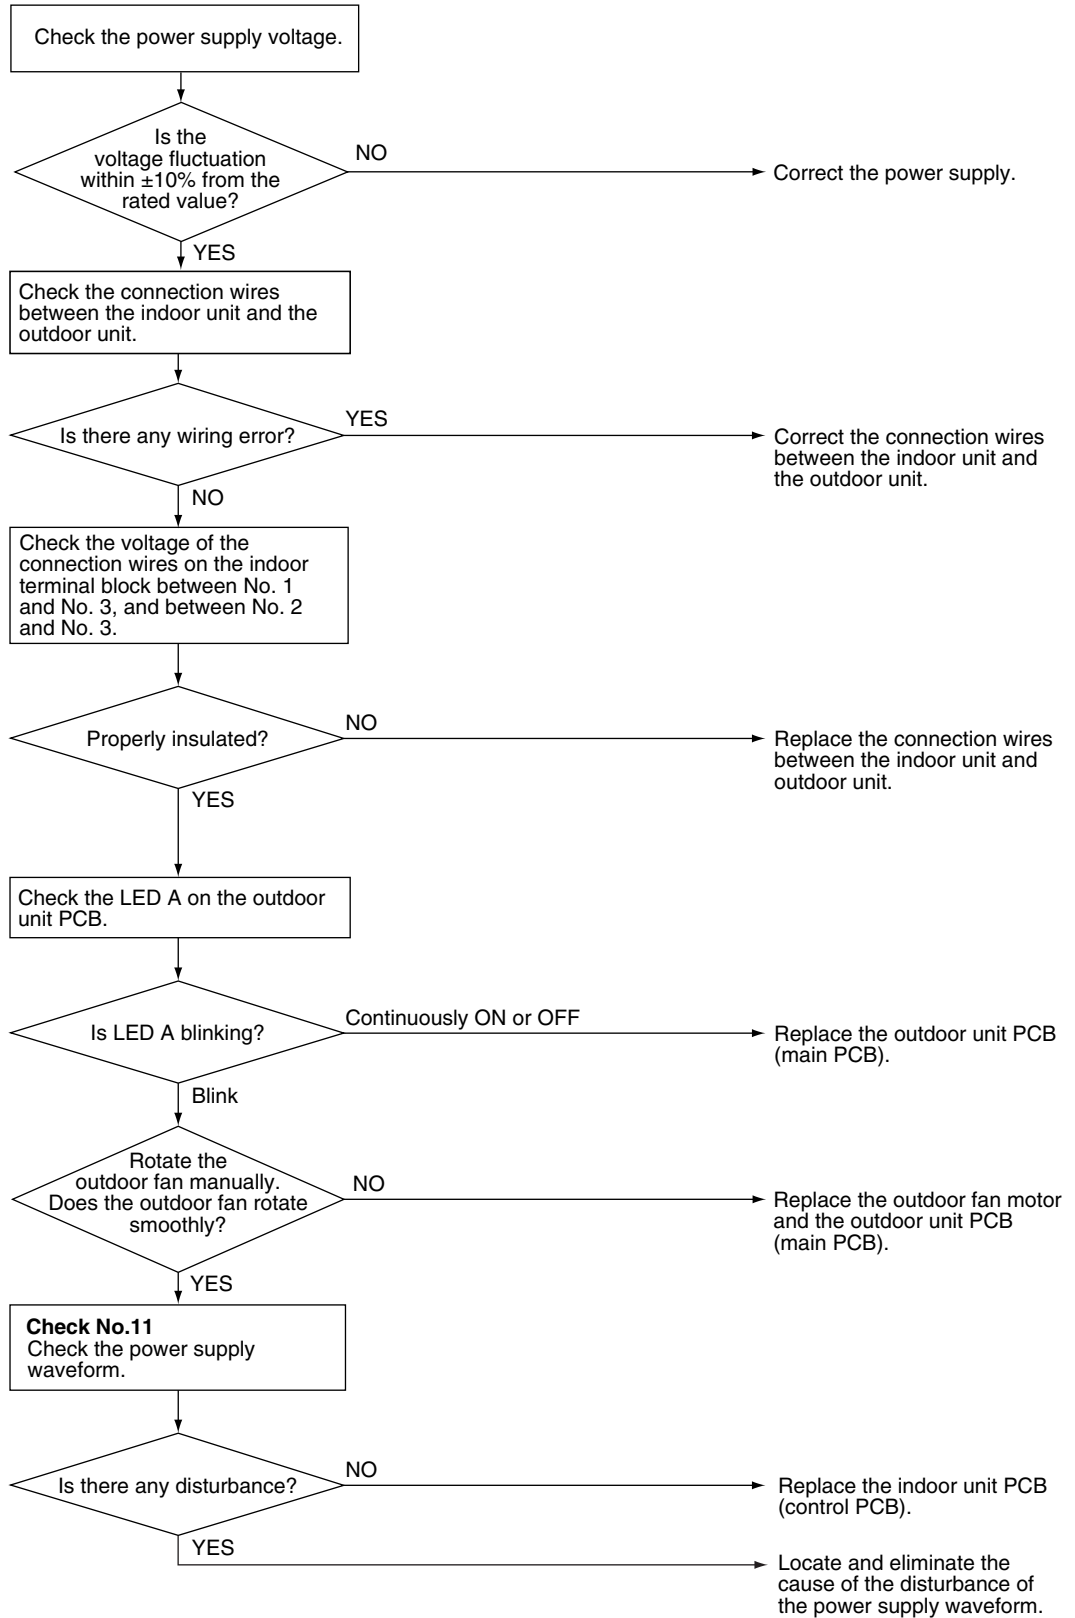 Check the power supply voltage.
Is the
voltage fluctuation
within ±10% from the
rated value?
NO
Correct the power supply.
YES
Check the connection wires
between the indoor unit and the
outdoor unit.
Is there any wiring error?
YES
Correct the connection wires
between the indoor unit and
the outdoor unit.
NO
Check the voltage of the
connection wires on the indoor
terminal block between No. 1
and No. 3, and between No. 2
and No. 3.
Properly insulated?
NO
Replace the connection wires
between the indoor unit and
outdoor unit.
YES
Check the LED A on the outdoor
unit PCB.
Is LED A blinking?
Continuously ON or OFF
Replace the outdoor unit PCB
(main PCB).
Blink
Rotate the
outdoor fan manually.
Does the outdoor fan rotate
smoothly?
NO
Replace the outdoor fan motor
and the outdoor unit PCB
(main PCB).
YES
Check No.11
Check the power supply
waveform.
Is there any disturbance?
NO
Replace the indoor unit PCB
(control PCB).
YES
Locate and eliminate the
cause of the disturbance of
the power supply waveform.